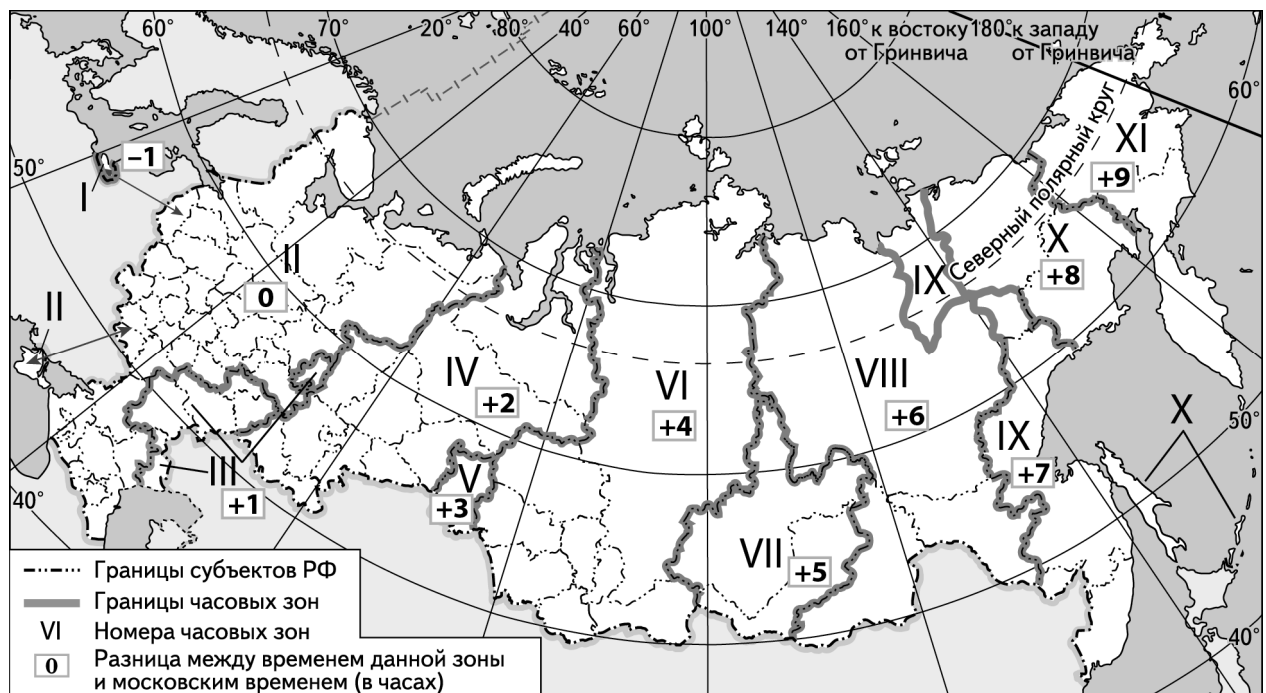 60°
70°
20°
80°
40°
60°
80°
100°
120°
140°
160° к востоку
от Гринвича
180° к западу
от Гринвича
60°
50°
–1
I
II
0
II
III
+1
IV
+2
V
+3
VI
+4
VII
+5
VIII
+6
IX
IX
+7
X
+8
XI
+9
Северный полярный круг
X
50°
40°
40°
Границы субъектов РФ
Границы часовых зон
VI Номера часовых зон
0 Разница между временем данной зоны
и московским временем (в часах)